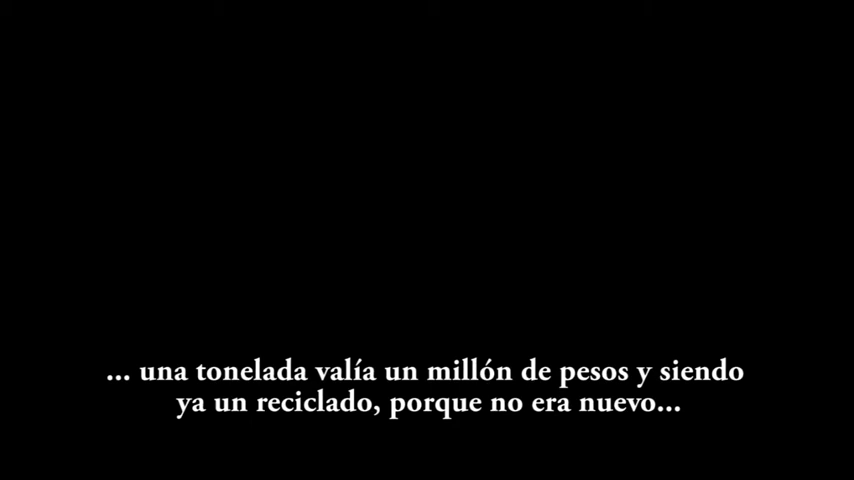 ... una tonelada valía un millón de pesos y siendo
ya un reciclado, porque no era nuevo...